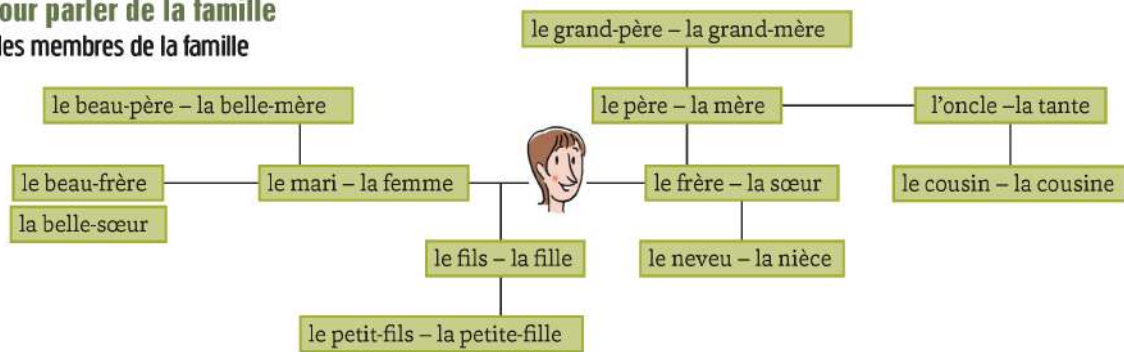 our parler de la famille
les membres de la famille
le grand-père – la grand-mère
le beau-père – la belle-mère
le père – la mère
l'oncle –la tante
le beau-frère
le mari – la femme
le frère – la sœur
le cousin – la cousine
la belle-sœur
le fils – la fille
le neveu – la nièce
le petit-fils – la petite-fille